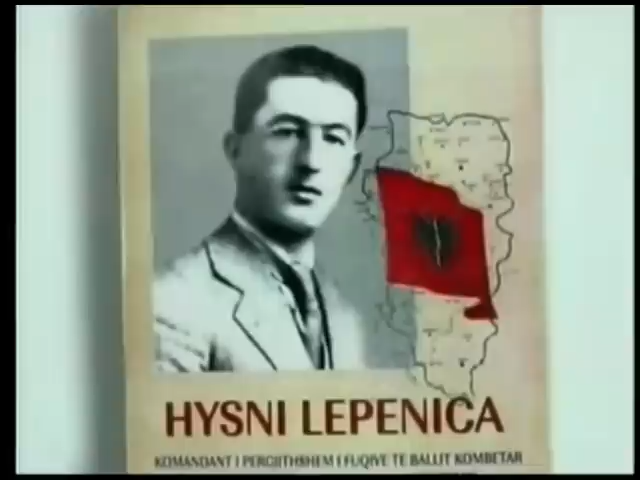 HYSNI LEPENICA
KOMANDANT I PERGJITHSHEM I FUQIVE TE BALLIT KOMBETAR